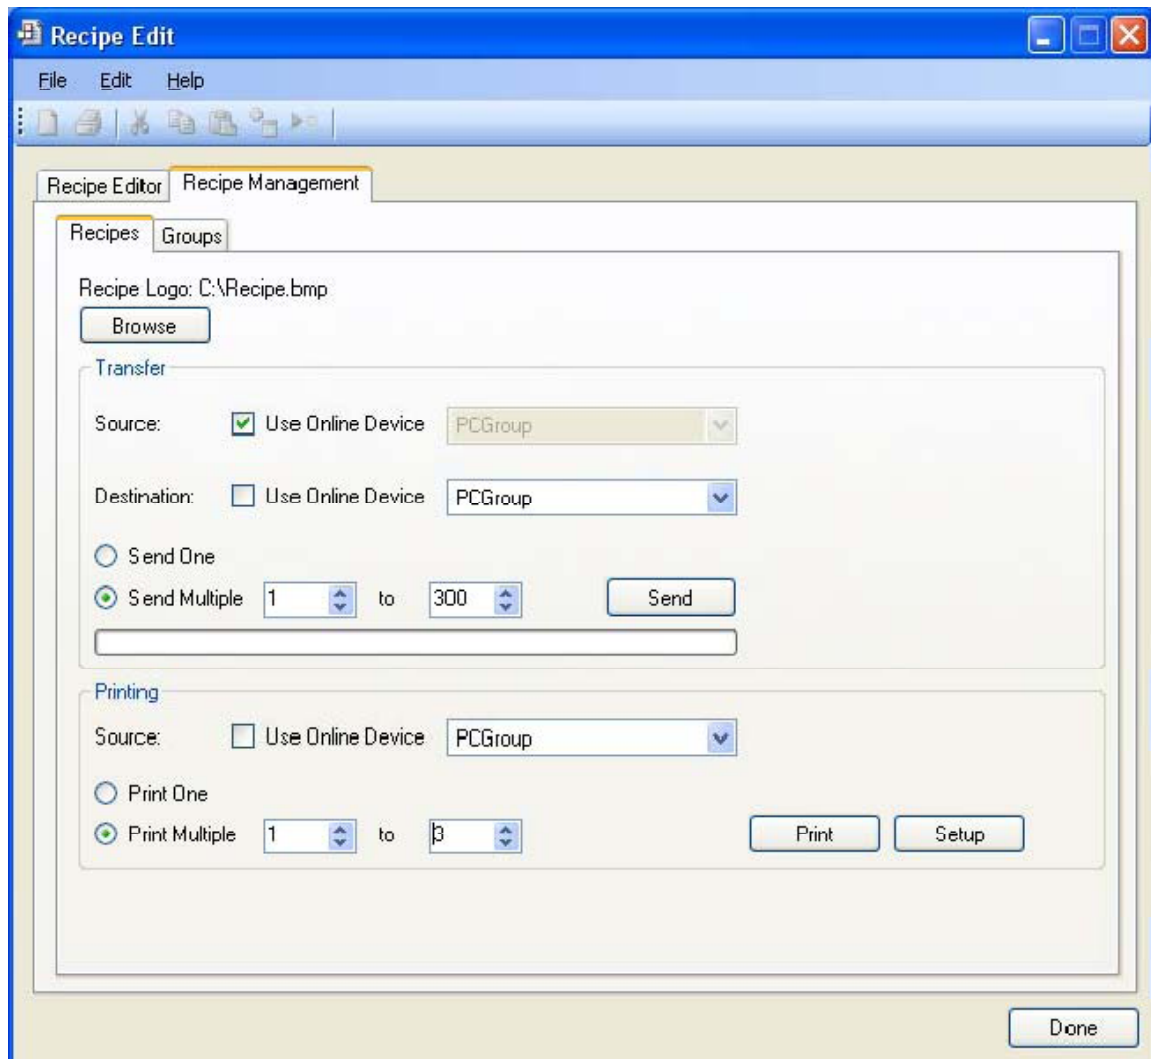 Recipe Edit
File Edit Help
Recipe Editor Recipe Management
Recipes Groups
Recipe Logo: C:\Recipe.bmp
Browse
Transfer
Source: Use Online Device PCGroup
Destination: Use Online Device PCGroup
Send One
Send Multiple 1 to 300 Send
Printing
Source: Use Online Device PCGroup
Print One
Print Multiple 1 to 3 Print Setup
Done